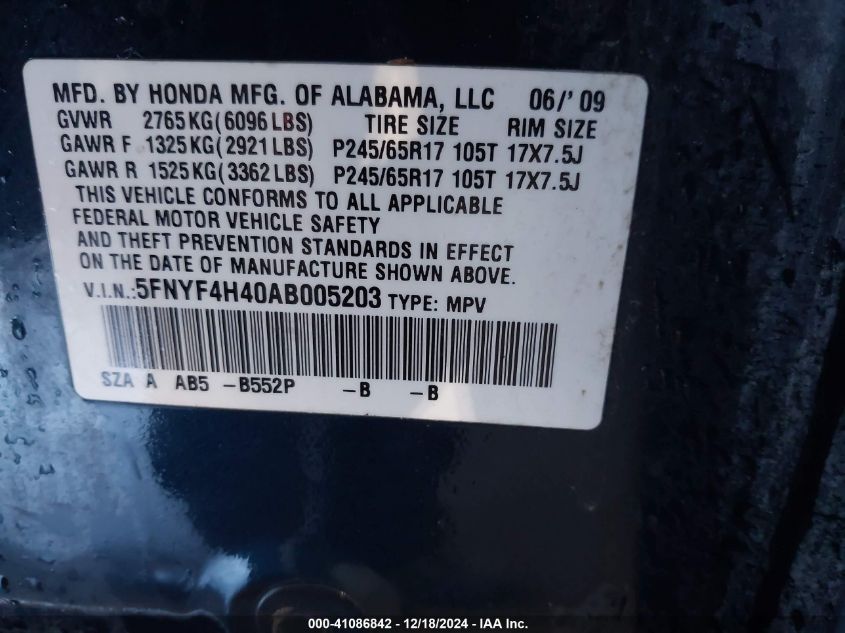 MFD. BY HONDA MFG. OF ALABAMA, LLC 06/'09
GVWR 2765KG(6096LBS) TIRE SIZE RIM SIZE
GAWR F 1325KG(2921LBS) P245/65R17 105T 17X7.5J
GAWR R 1525KG(3362LBS) P245/65R17 105T 17X7.5J
THIS VEHICLE CONFORMS TO ALL APPLICABLE
FEDERAL MOTOR VEHICLE SAFETY
AND THEFT PREVENTION STANDARDS IN EFFECT
ON THE DATE OF MANUFACTURE SHOWN ABOVE.
V.I.N.:5FNYF4H40AB005203 TYPE: MPV
SZA A AB5 -B552P -B -B
000-41086842 - 12/18/2024 - IAA Inc.